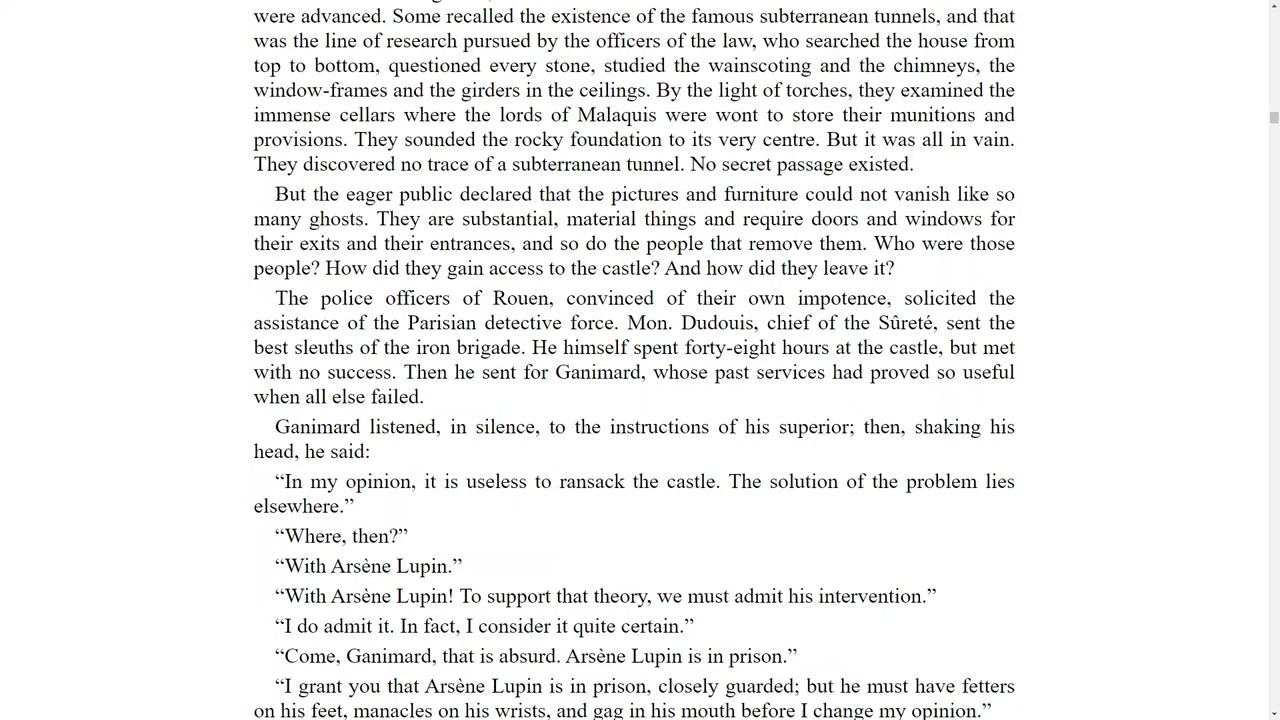 were advanced. Some recalled the existence of the famous subterranean tunnels, and that
was the line of research pursued by the officers of the law, who searched the house from
top to bottom, questioned every stone, studied the wainscoting and the chimneys, the
window-frames and the girders in the ceilings. By the light of torches, they examined the
immense cellars where the lords of Malaquis were wont to store their munitions and
provisions. They sounded the rocky foundation to its very centre. But it was all in vain.
They discovered no trace of a subterranean tunnel. No secret passage existed.
But the eager public declared that the pictures and furniture could not vanish like so
many ghosts. They are substantial, material things and require doors and windows for
their exits and their entrances, and so do the people that remove them. Who were those
people? How did they gain access to the castle? And how did they leave it?
The police officers of Rouen, convinced of their own impotence, solicited the
assistance of the Parisian detective force. Mon. Dudouis, chief of the Sûreté, sent the
best sleuths of the iron brigade. He himself spent forty-eight hours at the castle, but met
with no success. Then he sent for Ganimard, whose past services had proved so useful
when all else failed.
Ganimard listened, in silence, to the instructions of his superior; then, shaking his
head, he said:
“In my opinion, it is useless to ransack the castle. The solution of the problem lies
elsewhere.”
“Where, then?”
“With Arsène Lupin.”
“With Arsène Lupin! To support that theory, we must admit his intervention.”
“I do admit it. In fact, I consider it quite certain.”
“Come, Ganimard, that is absurd. Arsène Lupin is in prison.”
“I grant you that Arsène Lupin is in prison, closely guarded; but he must have fetters
on his feet, manacles on his wrists, and gag in his mouth before I change my opinion.”